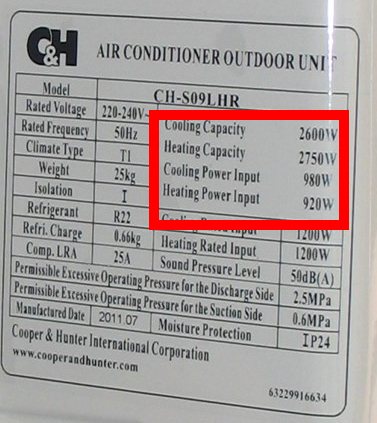 C&H AIR CONDITIONER OUTDOOR UNIT
Model CH-S09LHR
Rated Voltage 220-240V~ Cooling Capacity 2600W
Rated Frequency 50Hz Heating Capacity 2750W
Climate Type T1 Cooling Power Input 980W
Weight 25kg Heating Power Input 920W
Isolation I
Refrigerant R22 Cooling Rated Input 1200W
Refri. Charge 0.66kg Heating Rated Input 1200W
Comp. LRA 25A Sound Pressure Level 50dB(A)
Permissible Excessive Operating Pressure for the Discharge Side 2.5MPa
Permissible Excessive Operating Pressure for the Suction Side 0.6MPa
Manufactured Date 2011.07 Moisture Protection IP24
Cooper & Hunter International Corporation
www.cooperandhunter.com
63229916634